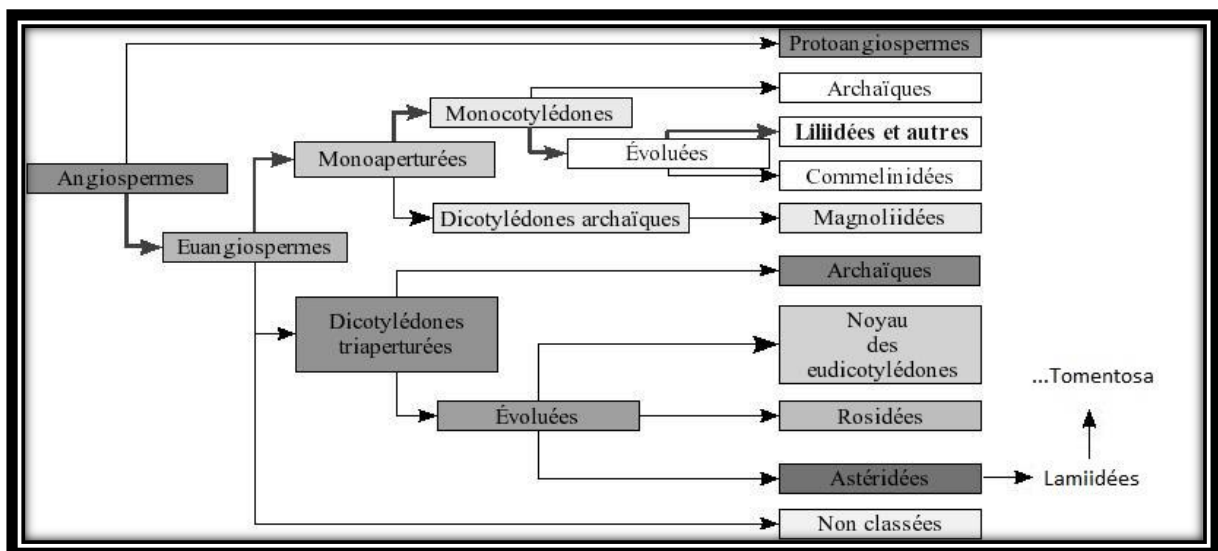 Protoangiospermes
Archaïques
Monocotylédones
Liliidées et autres
Évoluées
Monoaperturées
Commelinidées
Angiospermes
Dicotylédones archaïques
Magnoliidées
Euangiospermes
Archaïques
Dicotylédones
triaperturées
Noyau
des
eudicotylédones
...Tomentosa
Évoluées
Rosidées
Astéridées
Lamiidées
Non classées